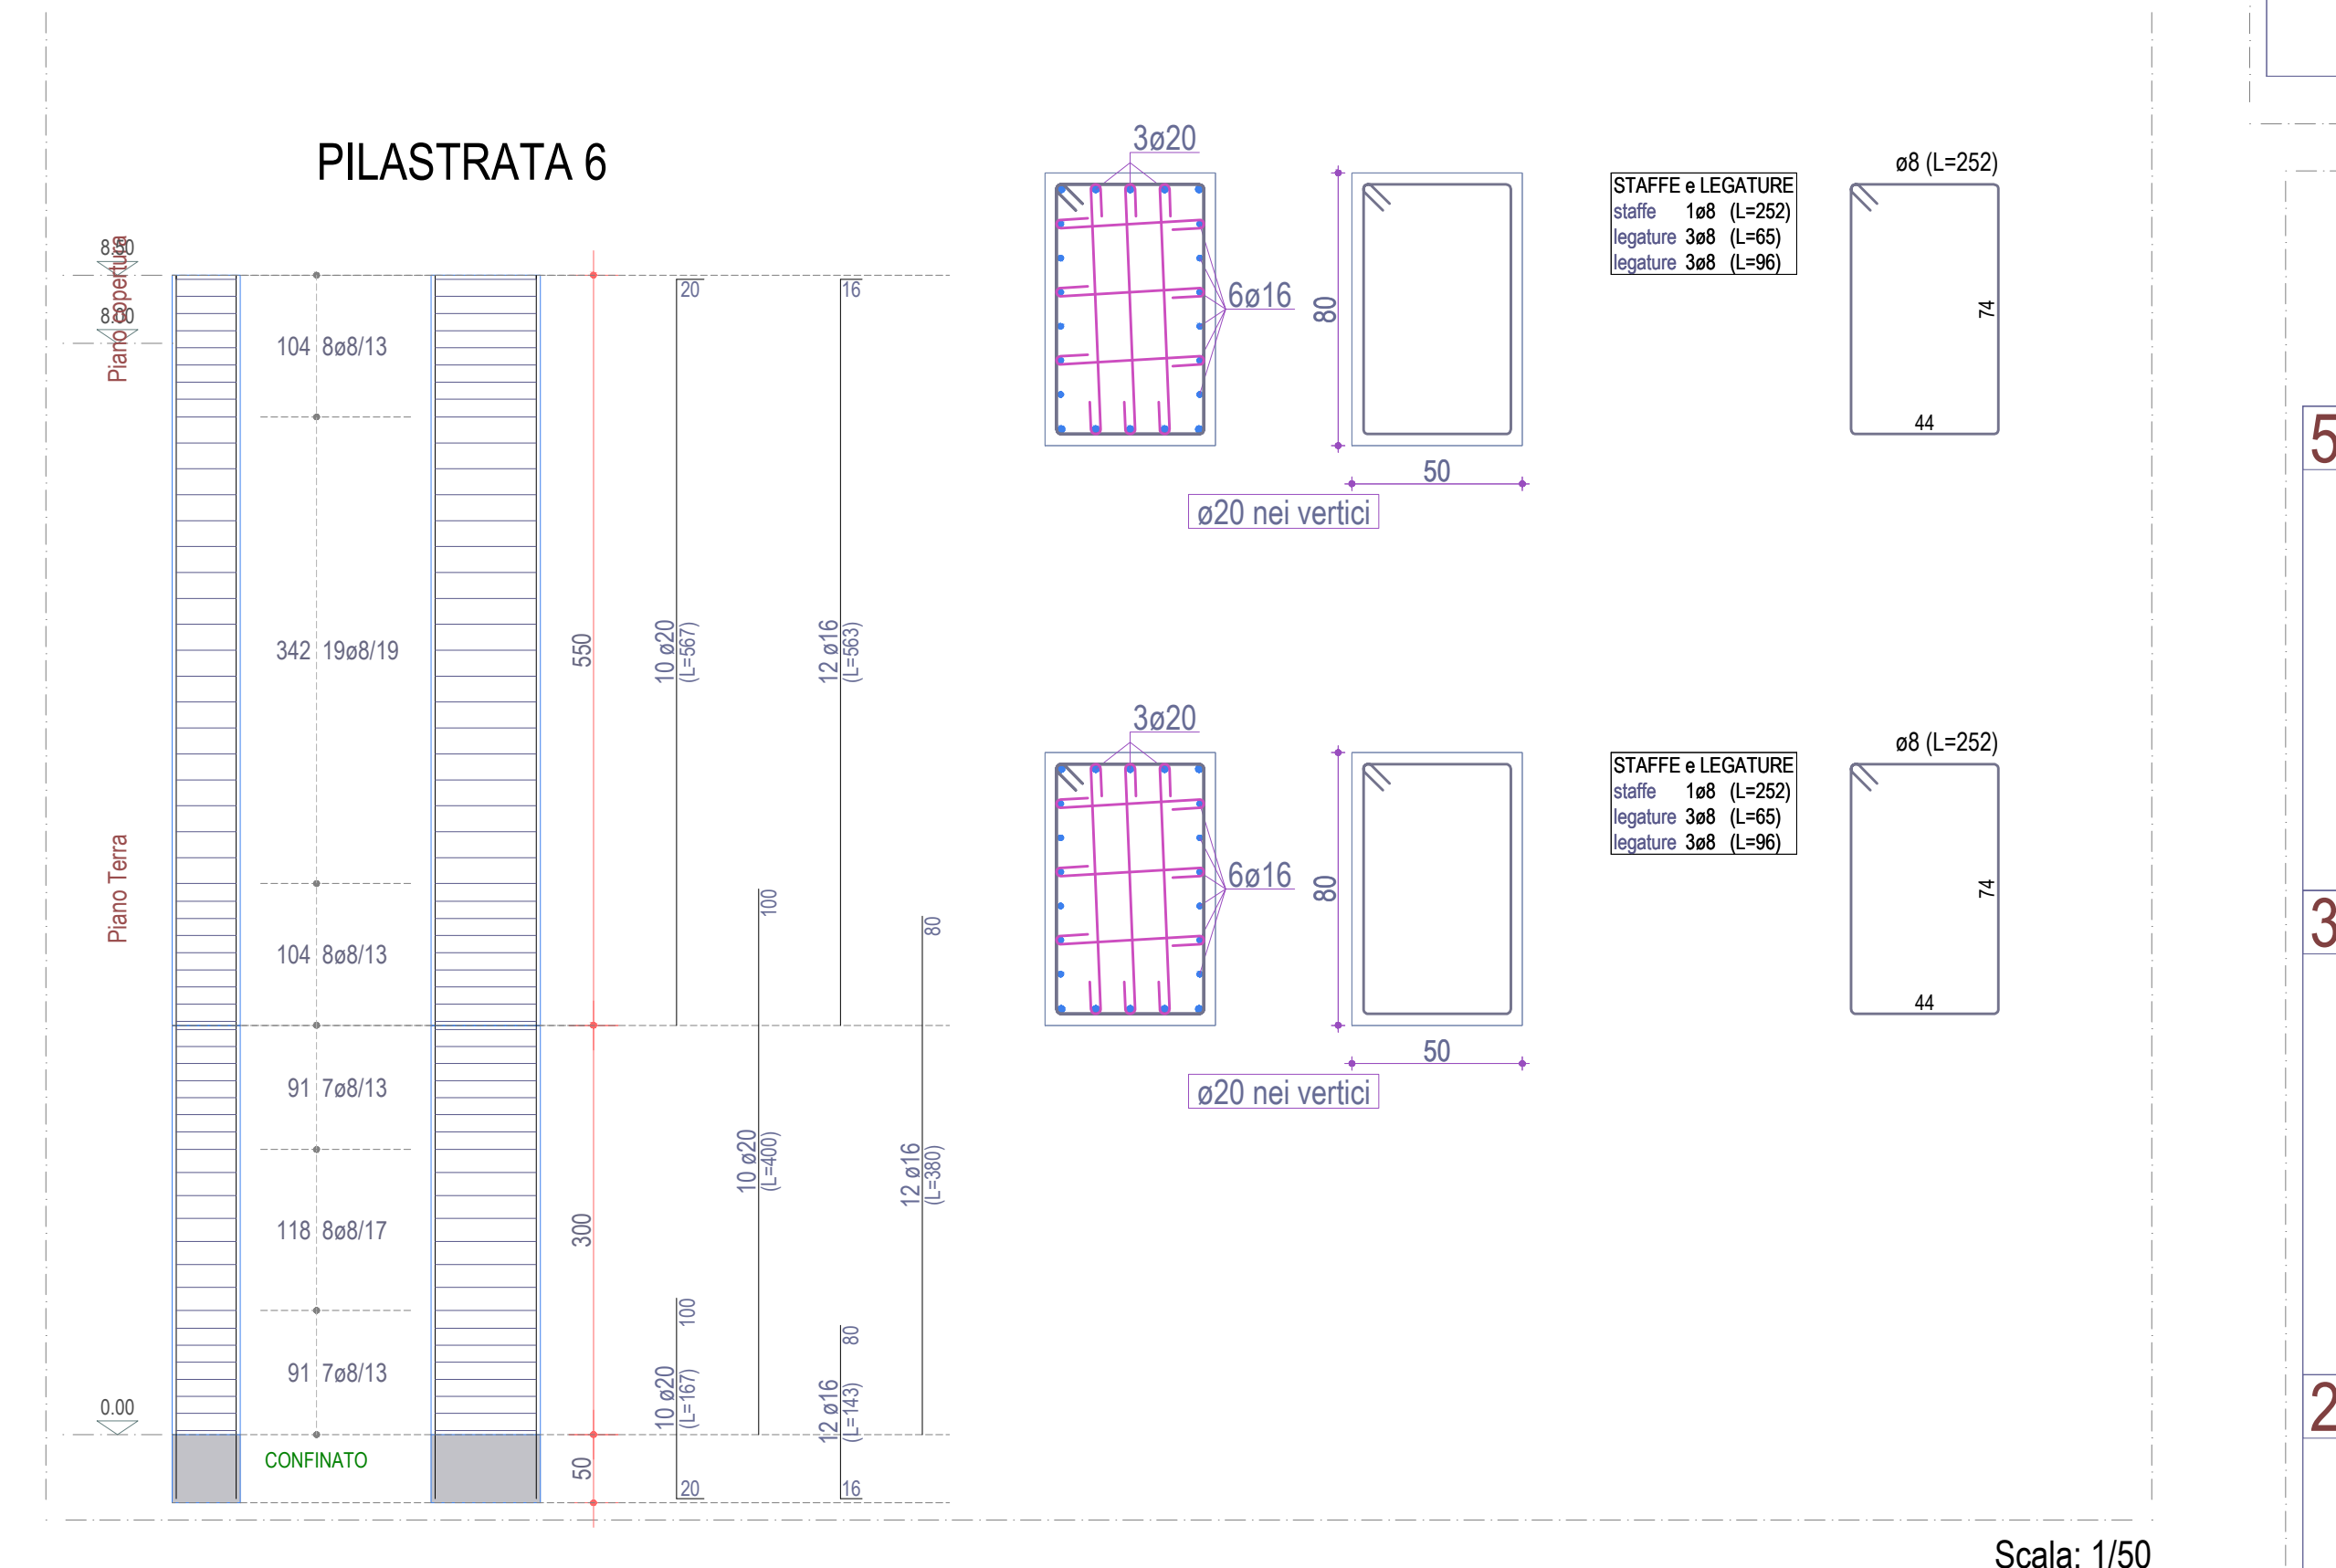 PILASTRATA 6
8.50
8.00
Piano copertura
104 8ø8/13
342 19ø8/19
Piano Terra
104 8ø8/13
91 7ø8/13
118 8ø8/17
91 7ø8/13
0.00
CONFINATO
550
300
50
20
10 ø20
(L=567)
16
12 ø16
(L=563)
100
10 ø20
(L=400)
80
12 ø16
(L=380)
100
10 ø20
(L=167)
20
80
12 ø16
(L=143)
16
3ø20
6ø16
80
50
ø20 nei vertici
STAFFE e LEGATURE
staffe 1ø8 (L=252)
legature 3ø8 (L=65)
legature 3ø8 (L=96)
ø8 (L=252)
74
44
3ø20
6ø16
80
50
ø20 nei vertici
STAFFE e LEGATURE
staffe 1ø8 (L=252)
legature 3ø8 (L=65)
legature 3ø8 (L=96)
ø8 (L=252)
74
44
5
3
2
Scala: 1/50